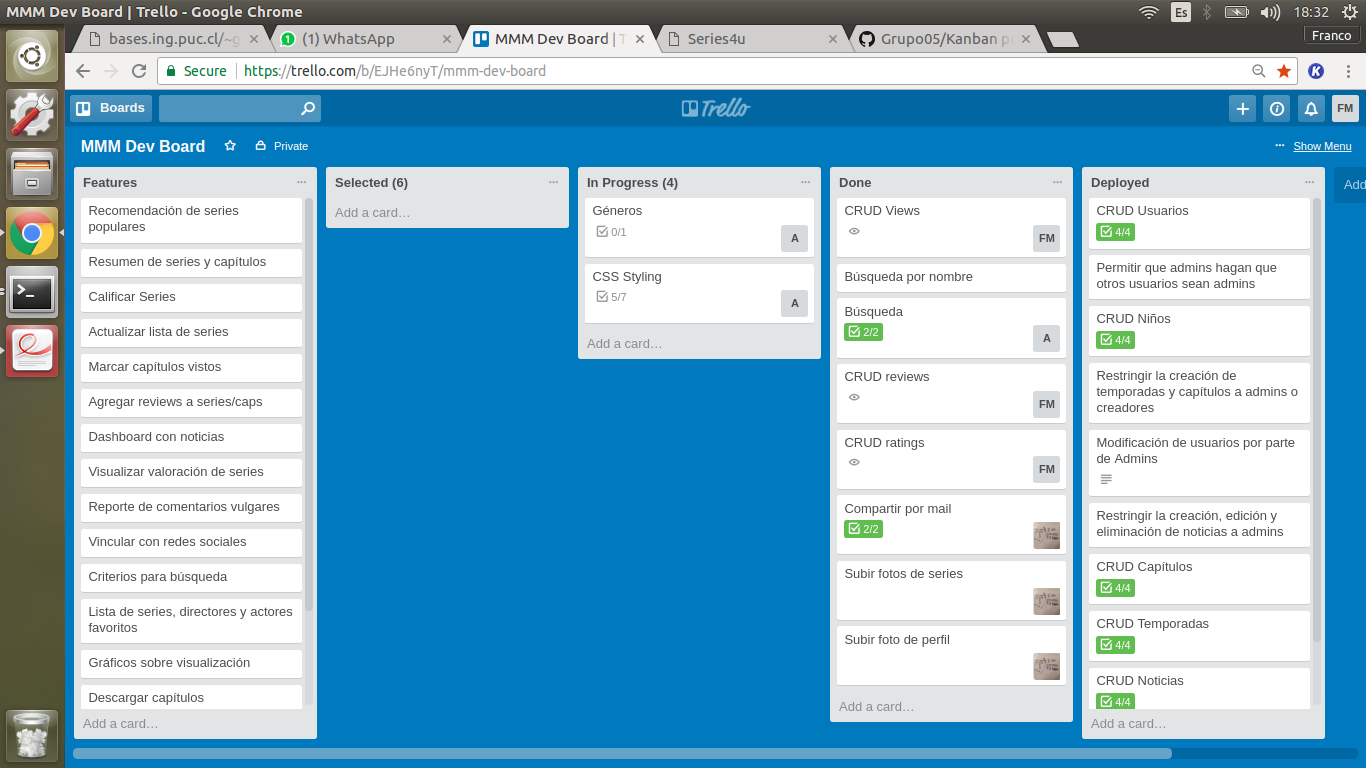 MMM Dev Board | Trello - Google Chrome
Es
18:32
bases.ing.puc.cl/~g
(1) WhatsApp
MMM Dev Board | T
Series4u
Grupo05/Kanban p
Franco
Secure
https://trello.com/b/EJHe6nyT/mmm-dev-board
K
Boards
Trello
FM
MMM Dev Board
Private
··· Show Menu
Features
Recomendación de series
populares
Resumen de series y capítulos
Calificar Series
Actualizar lista de series
Marcar capítulos vistos
Agregar reviews a series/caps
Dashboard con noticias
Visualizar valoración de series
Reporte de comentarios vulgares
Vincular con redes sociales
Criterios para búsqueda
Lista de series, directores y actores
favoritos
Gráficos sobre visualización
Descargar capítulos
Add a card…
Selected (6)
Add a card…
In Progress (4)
Géneros
0/1
A
CSS Styling
5/7
A
Add a card…
Done
CRUD Views
FM
Búsqueda por nombre
Búsqueda
2/2
A
CRUD reviews
FM
CRUD ratings
FM
Compartir por mail
2/2
Subir fotos de series
Subir foto de perfil
Add a card…
Deployed
CRUD Usuarios
4/4
Permitir que admins hagan que
otros usuarios sean admins
CRUD Niños
4/4
Restringir la creación de
temporadas y capítulos a admins o
creadores
Modificación de usuarios por parte
de Admins
Restringir la creación, edición y
eliminación de noticias a admins
CRUD Capítulos
4/4
CRUD Temporadas
4/4
CRUD Noticias
4/4
Add a card…
Add